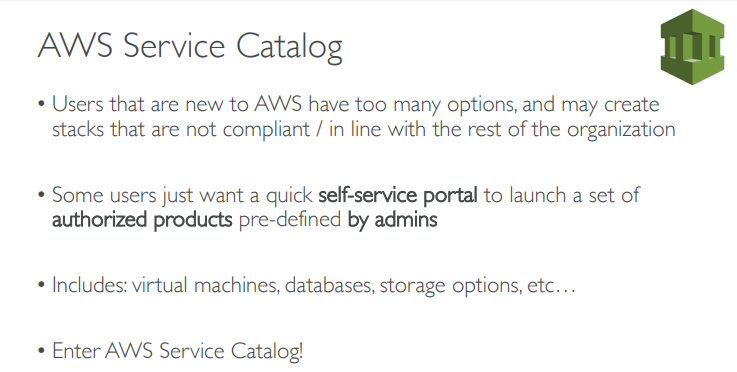 AWS Service Catalog
• Users that are new to AWS have too many options, and may create
stacks that are not compliant / in line with the rest of the organization
• Some users just want a quick self-service portal to launch a set of
authorized products pre-defined by admins
• Includes: virtual machines, databases, storage options, etc…
• Enter AWS Service Catalog!